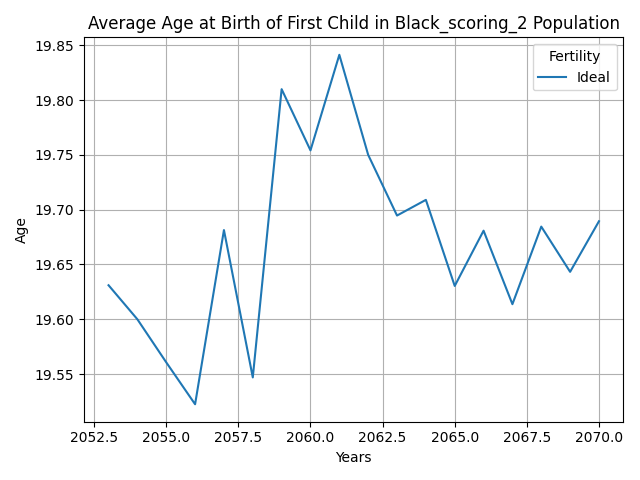 Average Age at Birth of First Child in Black_scoring_2 Population
Fertility
Ideal
Age
19.85
19.80
19.75
19.70
19.65
19.60
19.55
2052.5 2055.0 2057.5 2060.0 2062.5 2065.0 2067.5 2070.0
Years